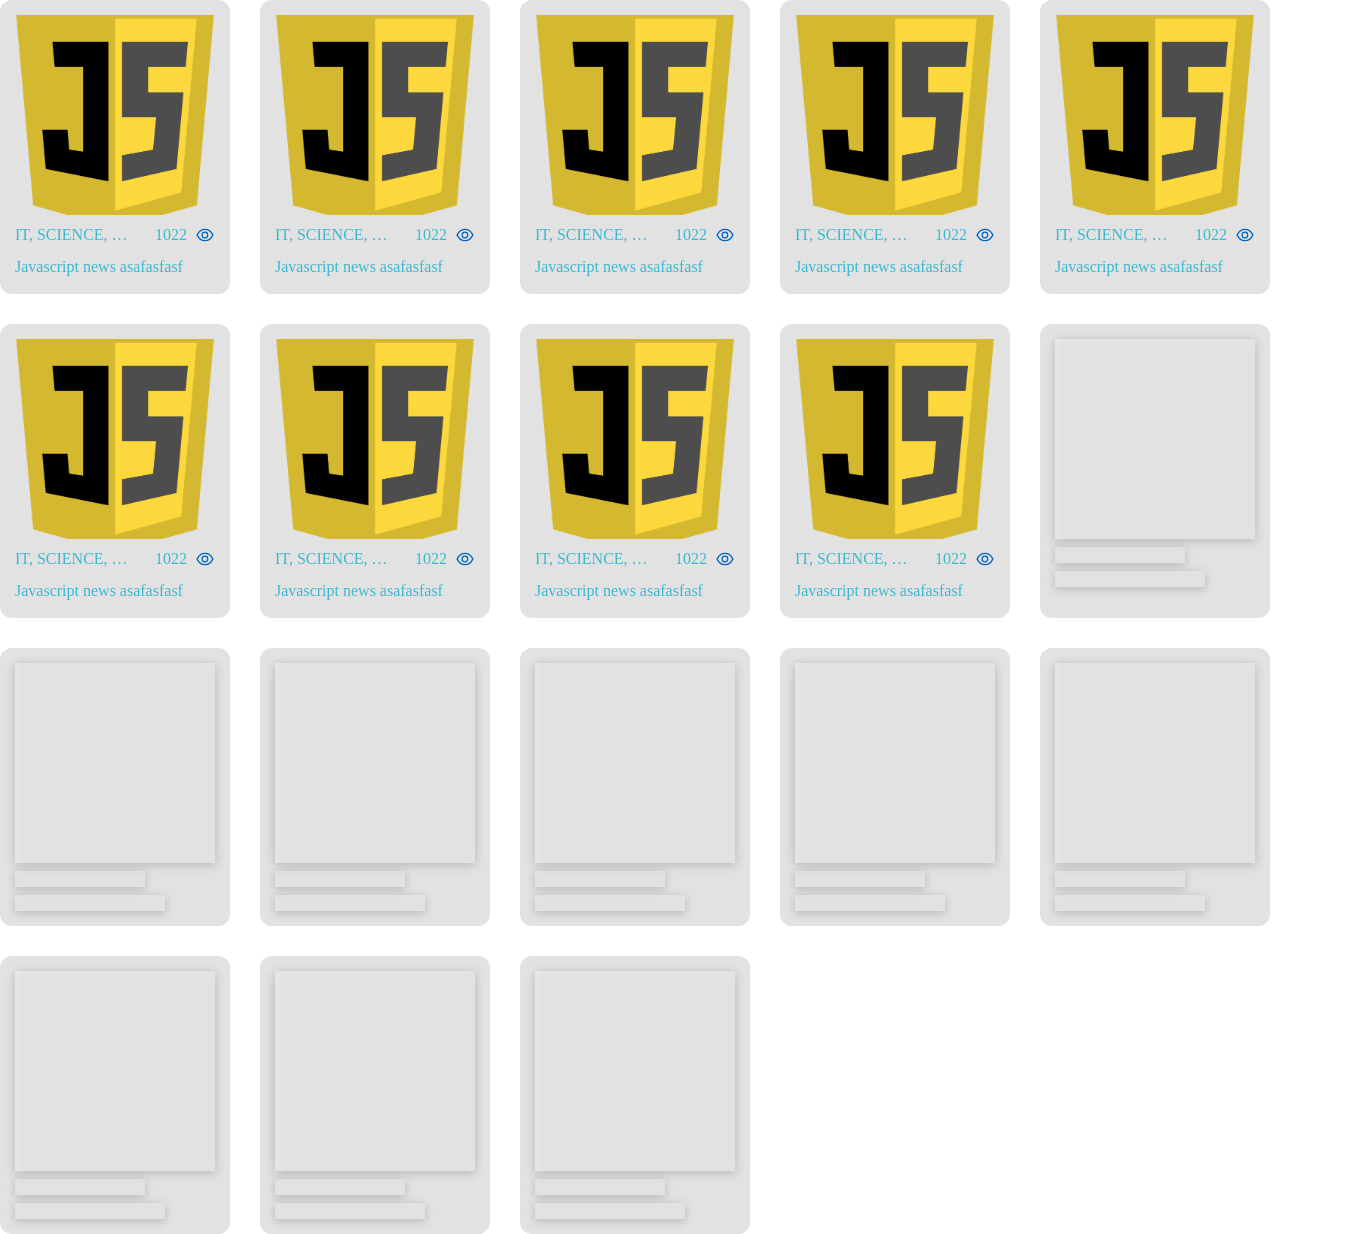 JS JS JS JS JS
IT, SCIENCE, … 1022 IT, SCIENCE, … 1022 IT, SCIENCE, … 1022 IT, SCIENCE, … 1022 IT, SCIENCE, … 1022
Javascript news asafasfasf Javascript news asafasfasf Javascript news asafasfasf Javascript news asafasfasf Javascript news asafasfasf
JS JS JS JS
IT, SCIENCE, … 1022 IT, SCIENCE, … 1022 IT, SCIENCE, … 1022 IT, SCIENCE, … 1022
Javascript news asafasfasf Javascript news asafasfasf Javascript news asafasfasf Javascript news asafasfasf